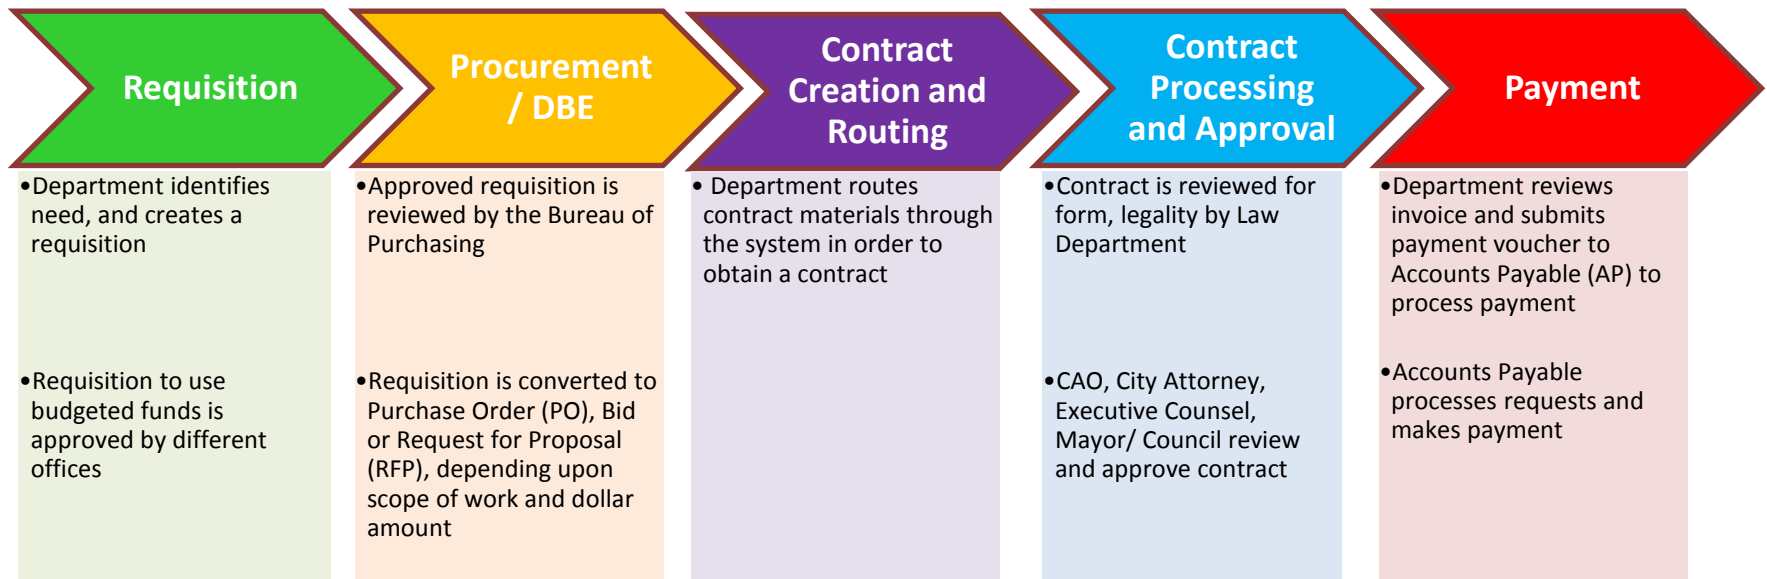 Requisition
Procurement
/ DBE
Contract
Creation and
Routing
Contract
Processing
and Approval
Payment
•Department identifies
need, and creates a
requisition
•Requisition to use
budgeted funds is
approved by different
offices
•Approved requisition is
reviewed by the Bureau of
Purchasing
•Requisition is converted to
Purchase Order (PO), Bid
or Request for Proposal
(RFP), depending upon
scope of work and dollar
amount
• Department routes
contract materials through
the system in order to
obtain a contract
•Contract is reviewed for
form, legality by Law
Department
•CAO, City Attorney,
Executive Counsel,
Mayor/ Council review
and approve contract
•Department reviews
invoice and submits
payment voucher to
Accounts Payable (AP) to
process payment
•Accounts Payable
processes requests and
makes payment